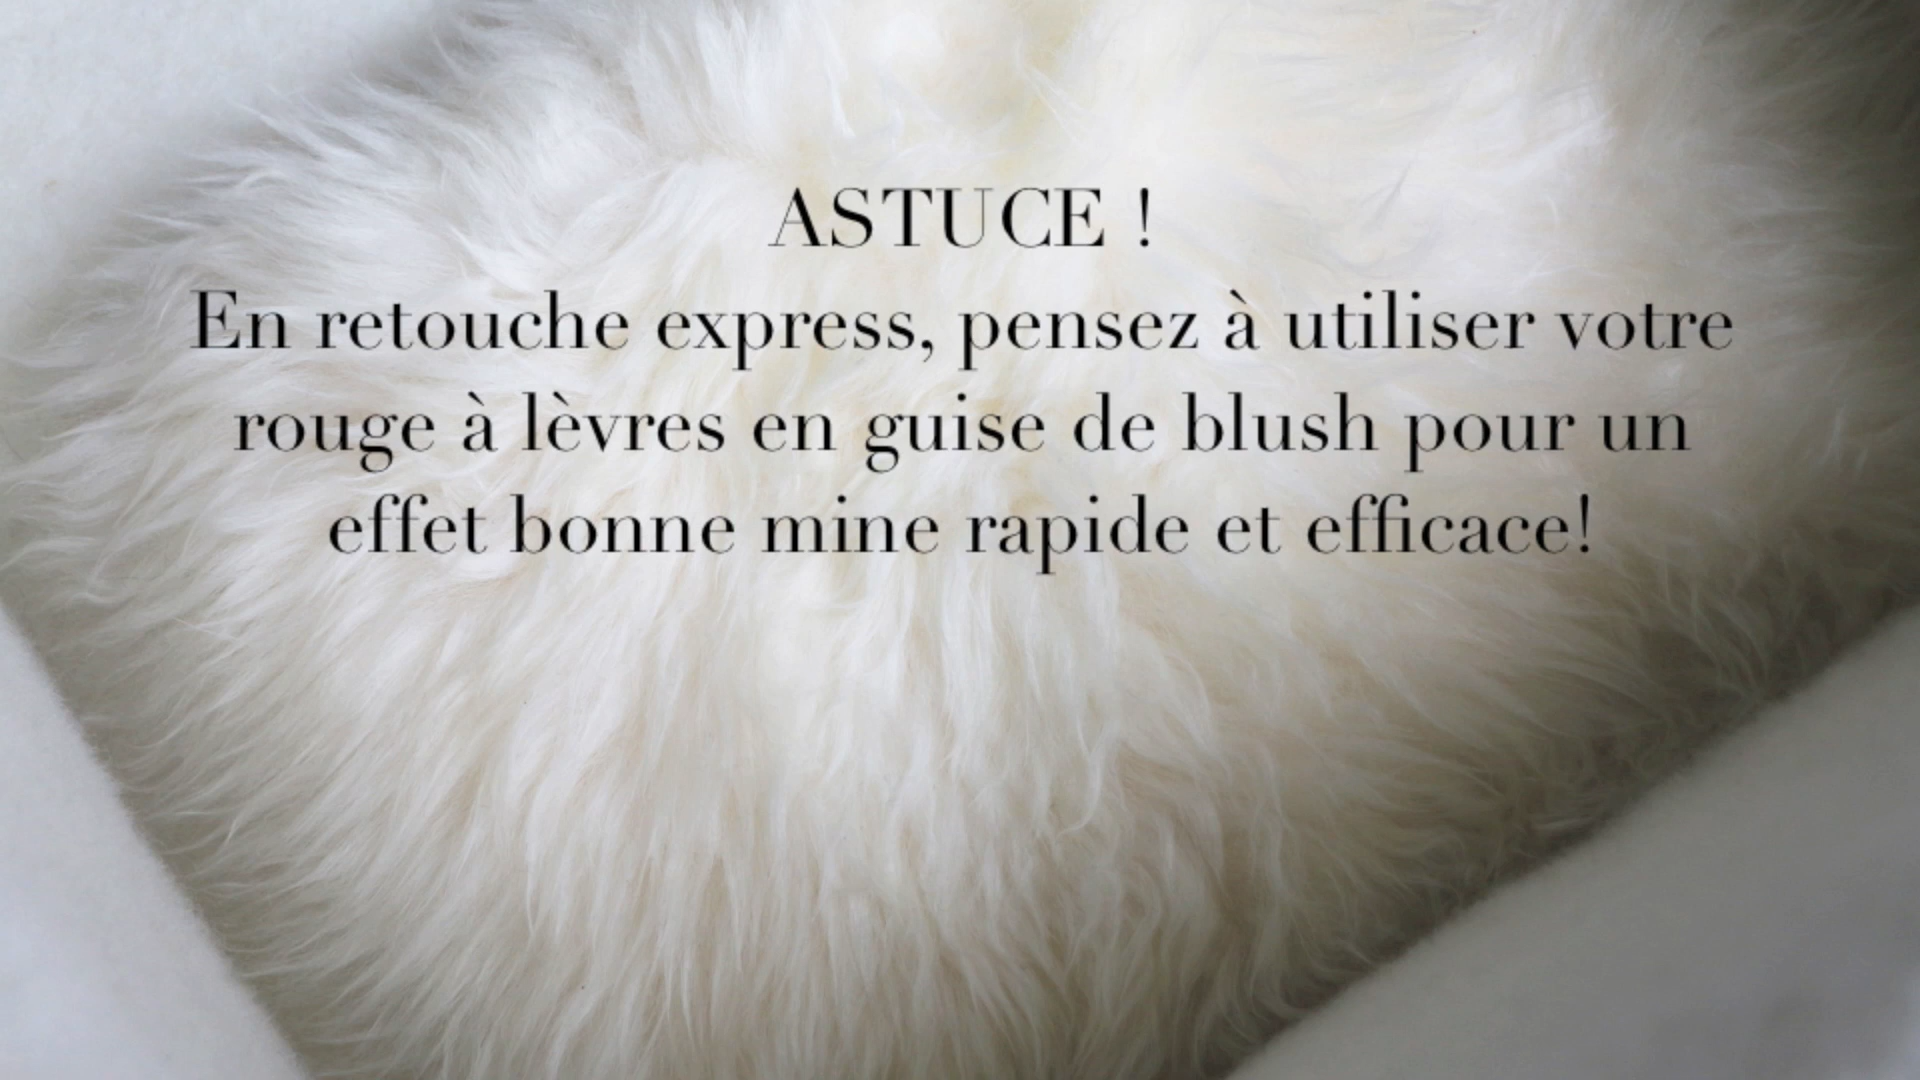 ASTUCE !
En retouche express, pensez à utiliser votre
rouge à lèvres en guise de blush pour un
effet bonne mine rapide et efficace!